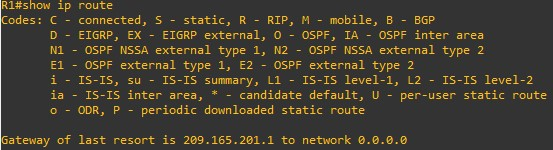 R1#show ip route
Codes: C - connected, S - static, R - RIP, M - mobile, B - BGP
D - EIGRP, EX - EIGRP external, O - OSPF, IA - OSPF inter area
N1 - OSPF NSSA external type 1, N2 - OSPF NSSA external type 2
E1 - OSPF external type 1, E2 - OSPF external type 2
i - IS-IS, su - IS-IS summary, L1 - IS-IS level-1, L2 - IS-IS level-2
ia - IS-IS inter area, * - candidate default, U - per-user static route
o - ODR, P - periodic downloaded static route
Gateway of last resort is 209.165.201.1 to network 0.0.0.0